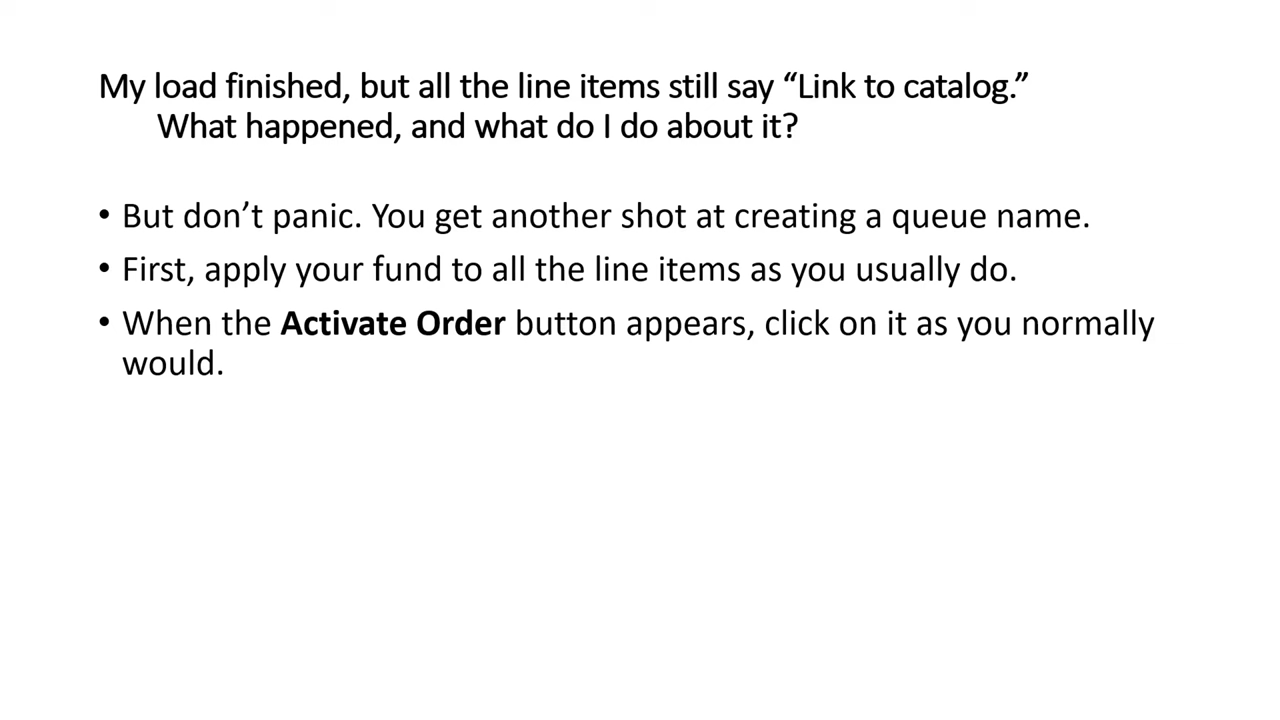 My load finished, but all the line items still say “Link to catalog.”
What happened, and what do I do about it?
• But don’t panic. You get another shot at creating a queue name.
• First, apply your fund to all the line items as you usually do.
• When the Activate Order button appears, click on it as you normally
would.